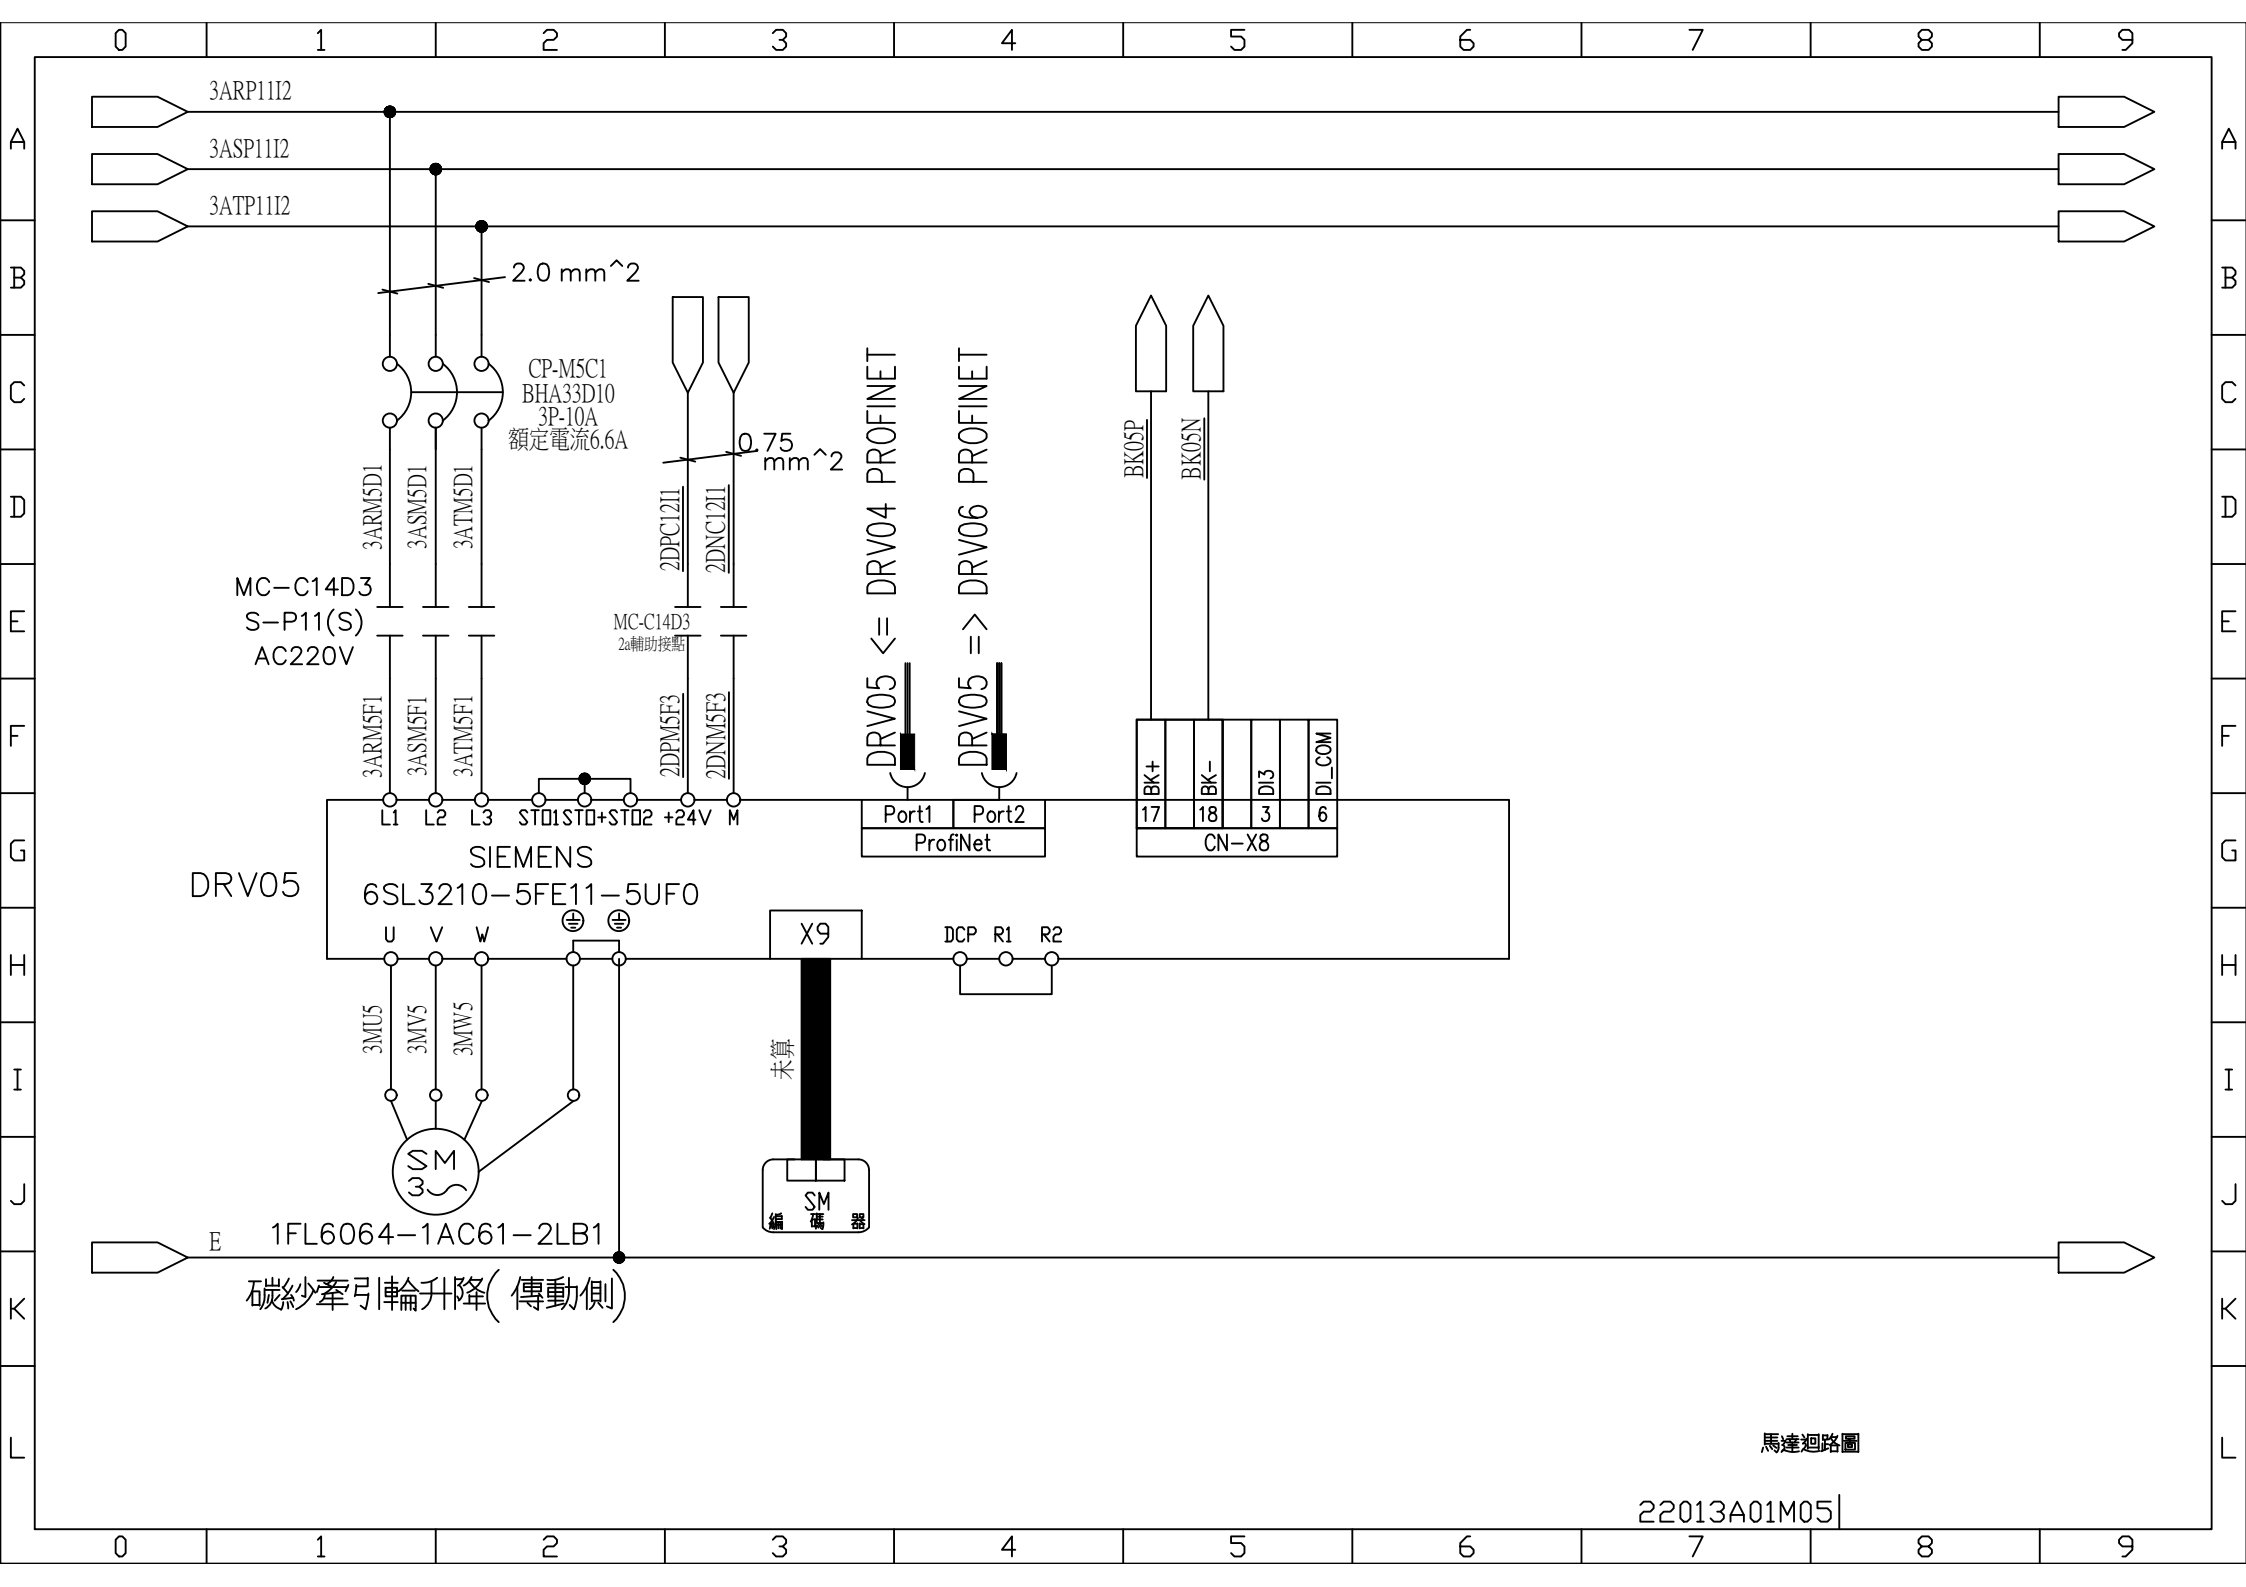 0 1 2 3 4 5 6 7 8 9
A A
3ARP11I2
3ASP11I2
3ATP11I2
B B
2.0 mm^2
C C
CP-M5C1
BHA33D10
3P-10A
額定電流6.6A
0.75
mm^2
DRV05 <= DRV04 PROFINET
DRV05 => DRV06 PROFINET
BK05P
BK05N
D D
3ARM5D1
3ASM5D1
3ATM5D1
2DPC12I1
2DNC12I1
E E
MC-C14D3
S-P11(S)
AC220V
MC-C14D3
2a輔助接點
F F
3ARM5F1
3ASM5F1
3ATM5F1
2DPM5F3
2DNM5F3
BK+
BK-
DI3
DI_COM
G G
L1 L2 L3 STO1 STO+ STO2 +24V M
Port1 Port2
ProfiNet
17 18 3 6
CN-X8
SIEMENS
6SL3210-5FE11-5UF0
DRV05
H H
U V W
X9
DCP R1 R2
3MU5
3MV5
3MW5
未算
I I
J J
SM
3~
SM
編碼器
1FL6064-1AC61-2LB1
E
K K
碳紗牽引輪升降(傳動側)
L L
馬達迴路圖
22013A01M05
0 1 2 3 4 5 6 7 8 9